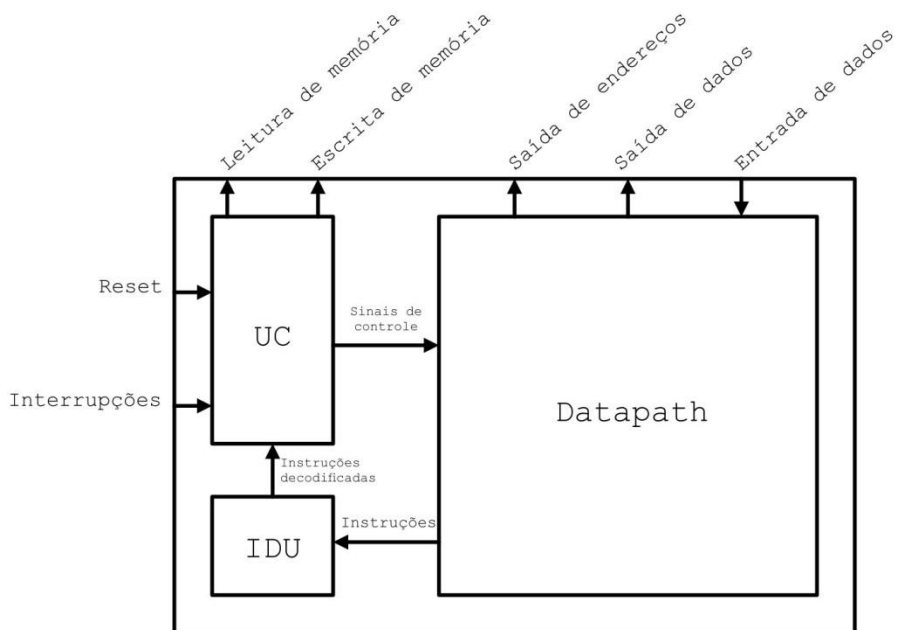 Leitura de memória
Escrita de memória
Saída de endereços
Saída de dados
Entrada de dados
Reset
Interrupções
UC
Sinais de
controle
Datapath
Instruções
decodificadas
IDU
Instruções